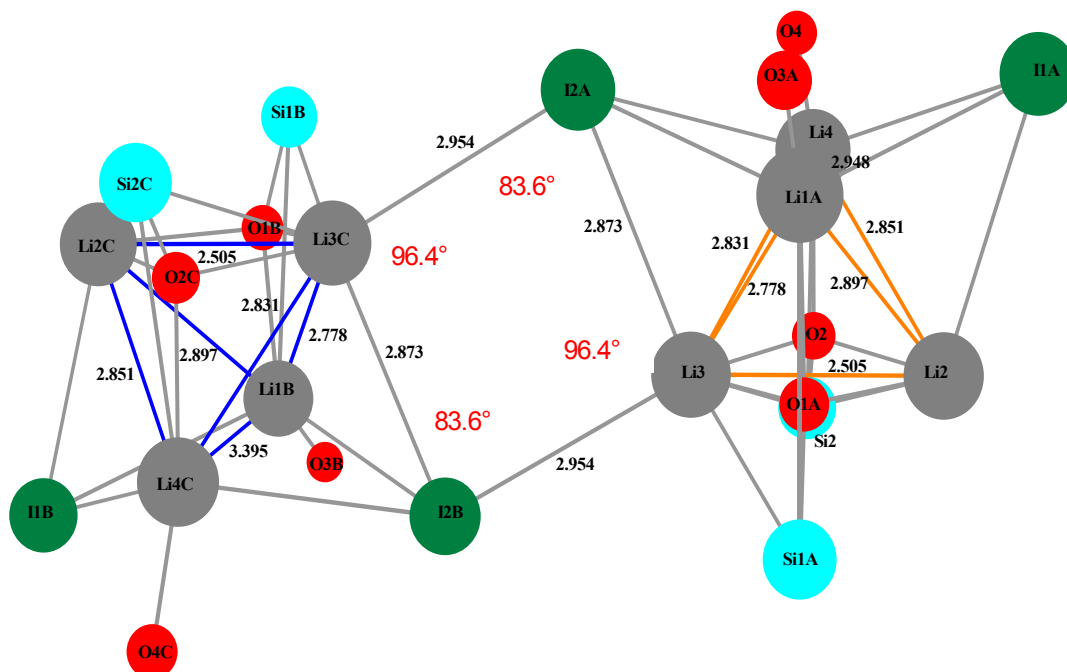 O4
O3A
I1A
I2A
Si1B
Li4
2.954
2.948
Si2C
83.6°
Li1A
O1B
2.851
Li2C
Li3C
2.873
2.831
2.505
96.4°
O2C
2.778
2.897
2.831
2.778
O2
2.897
2.873
96.4°
2.851
Li3
2.505
Li2
Li1B
O1A
83.6°
Si2
3.395
O3B
2.954
Li4C
I1B
I2B
Si1A
O4C